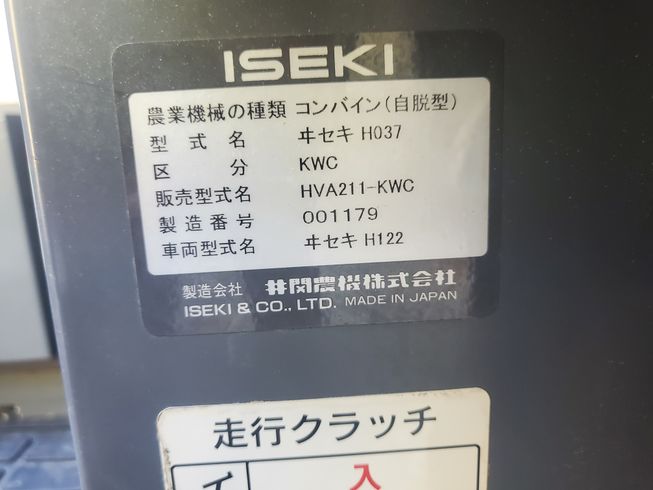 ISEKI
農業機械の種類 コンバイン(自脱型)
型式名 ヰセキ H037
区分 KWC
販売型式名 HVA211-KWC
製造番号 001179
車両型式名 ヰセキ H122
製造会社 井関農機株式会社
ISEKI & CO., LTD. MADE IN JAPAN
走行クラッチ
イ 入